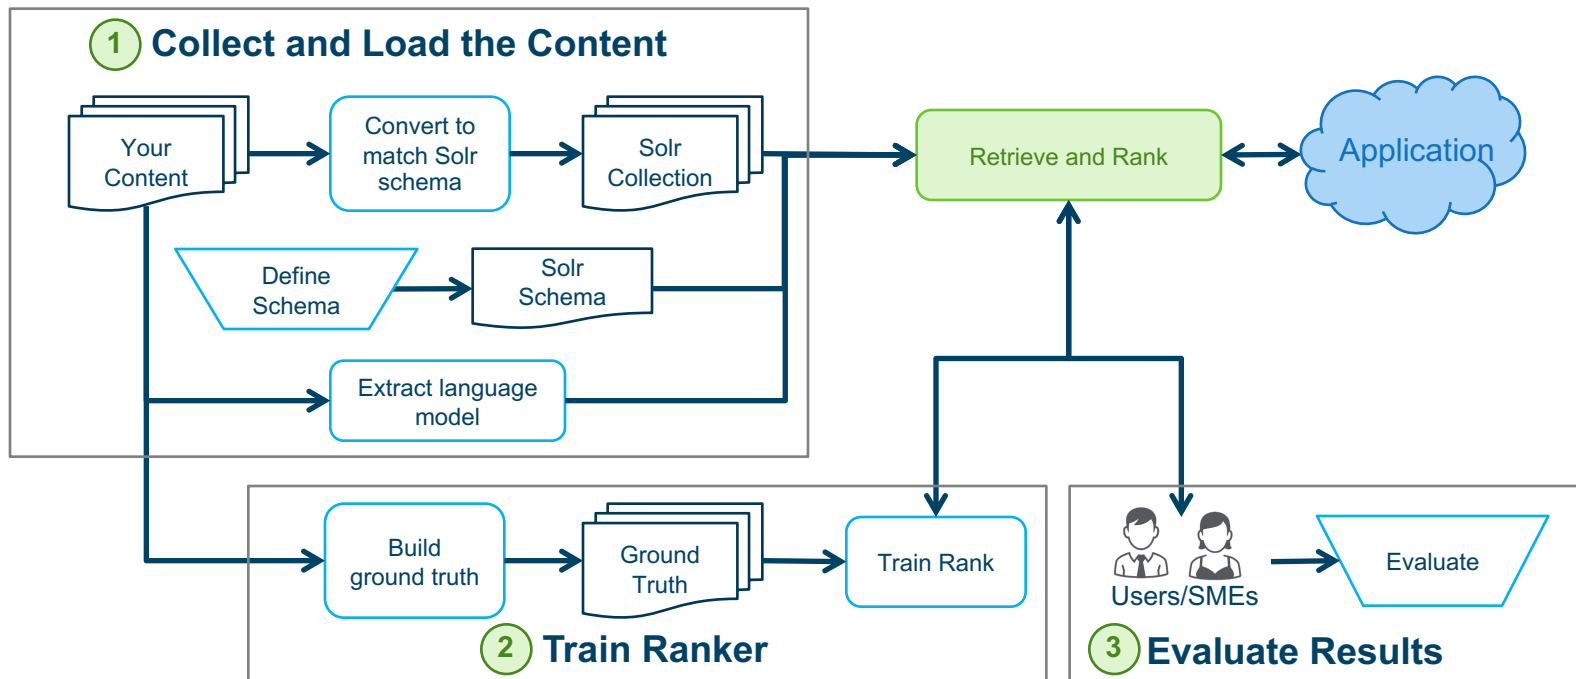 1 Collect and Load the Content
Your
Content
Convert to
match Solr
schema
Solr
Collection
Retrieve and Rank
Application
Define
Schema
Solr
Schema
Extract language
model
Build
ground truth
Ground
Truth
Train Rank
Users/SMEs
Evaluate
2 Train Ranker
3 Evaluate Results